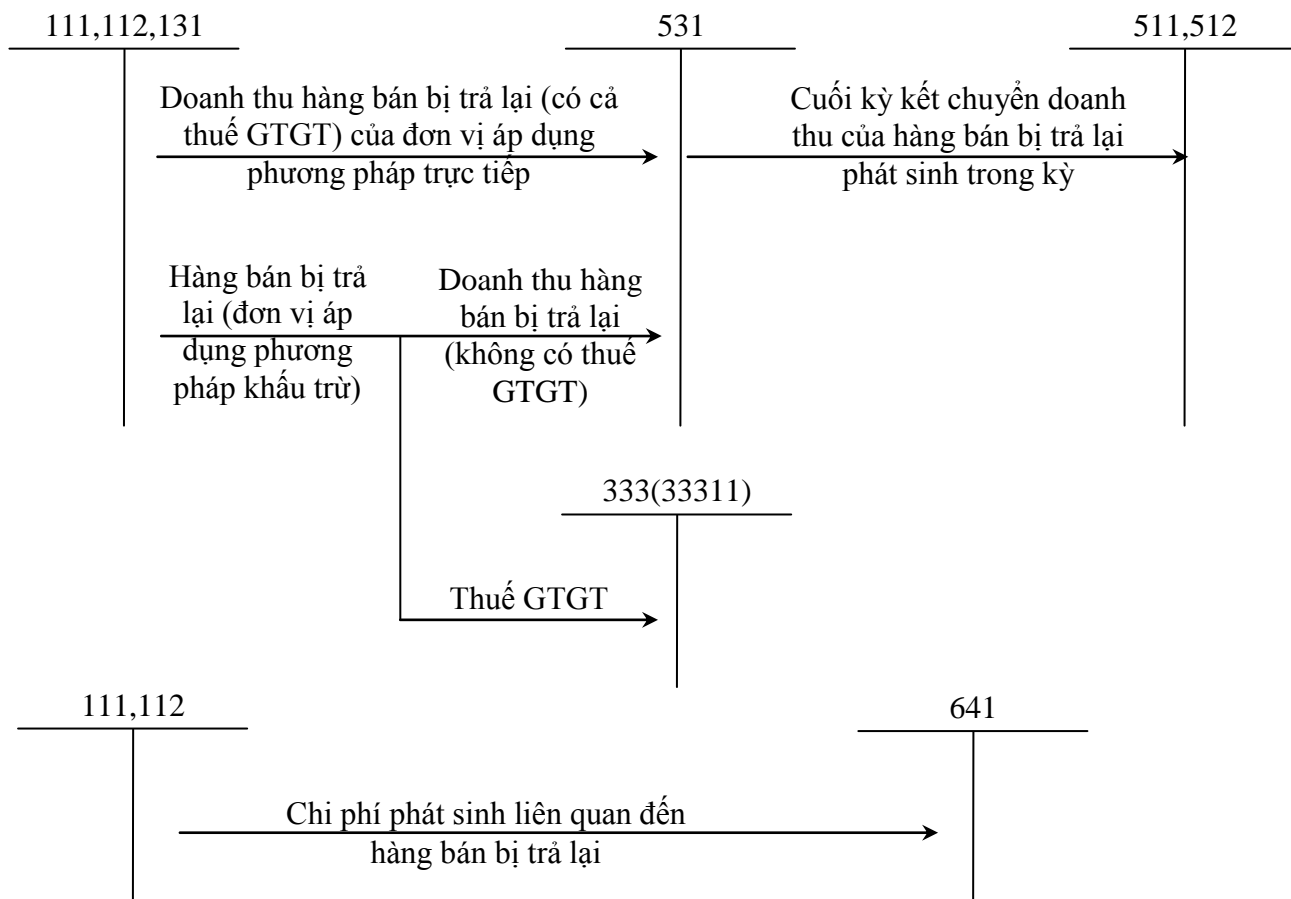 111,112,131
531
511,512
Doanh thu hàng bán bị trả lại (có cả
thuế GTGT) của đơn vị áp dụng
phương pháp trực tiếp
Cuối kỳ kết chuyển doanh
thu của hàng bán bị trả lại
phát sinh trong kỳ
Hàng bán bị trả
lại (đơn vị áp
dụng phương
pháp khấu trừ)
Doanh thu hàng
bán bị trả lại
(không có thuế
GTGT)
333(33311)
Thuế GTGT
111,112
641
Chi phí phát sinh liên quan đến
hàng bán bị trả lại